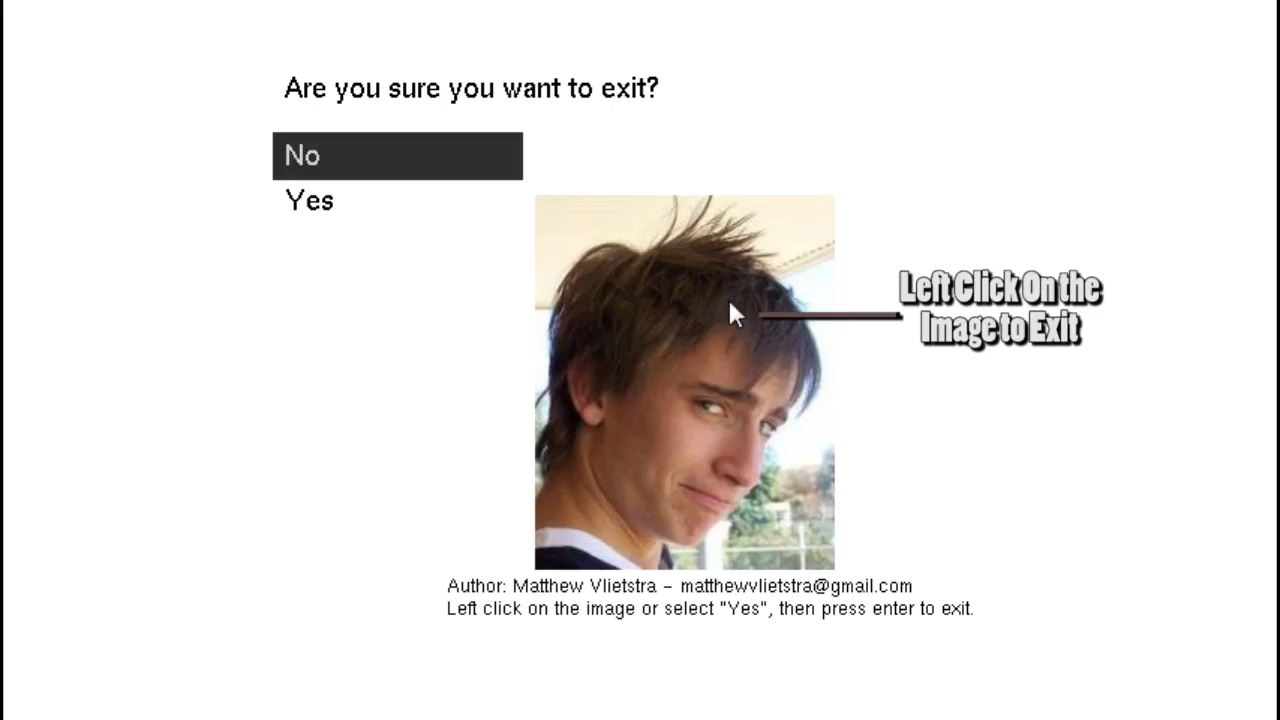 Are you sure you want to exit?
No
Yes
Left Click On the
Image to Exit
Author: Matthew Vlietstra - matthewvlietstra@gmail.com
Left click on the image or select "Yes", then press enter to exit.